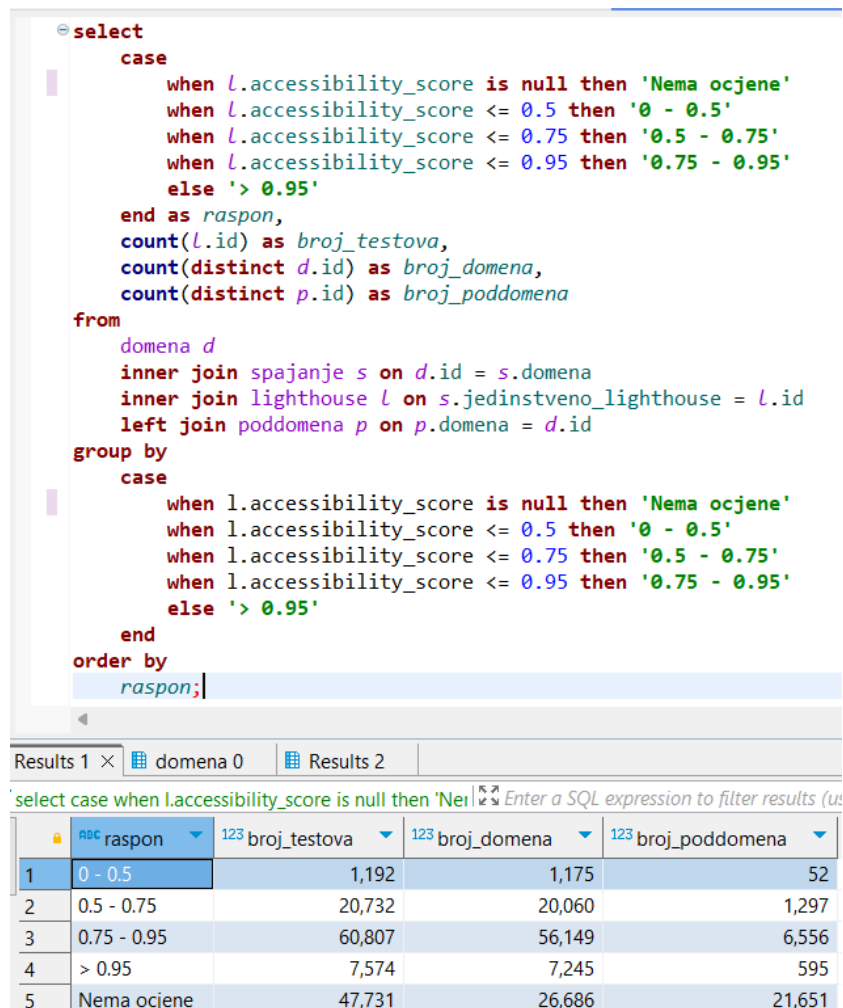 select
case
when l.accessibility_score is null then 'Nema ocjene'
when l.accessibility_score <= 0.5 then '0 - 0.5'
when l.accessibility_score <= 0.75 then '0.5 - 0.75'
when l.accessibility_score <= 0.95 then '0.75 - 0.95'
else '> 0.95'
end as raspon,
count(l.id) as broj_testova,
count(distinct d.id) as broj_domena,
count(distinct p.id) as broj_poddomena
from
domena d
inner join spajanje s on d.id = s.domena
inner join lighthouse l on s.jedinstveno_lighthouse = l.id
left join poddomena p on p.domena = d.id
group by
case
when l.accessibility_score is null then 'Nema ocjene'
when l.accessibility_score <= 0.5 then '0 - 0.5'
when l.accessibility_score <= 0.75 then '0.5 - 0.75'
when l.accessibility_score <= 0.95 then '0.75 - 0.95'
else '> 0.95'
end
order by
raspon;
Results 1 domena 0 Results 2
select case when l.accessibility_score is null then 'Ner Enter a SQL expression to filter results (us
ABC raspon 123 broj_testova 123 broj_domena 123 broj_poddomena
1 0 - 0.5 1,192 1,175 52
2 0.5 - 0.75 20,732 20,060 1,297
3 0.75 - 0.95 60,807 56,149 6,556
4 > 0.95 7,574 7,245 595
5 Nema ocjene 47,731 26,686 21,651